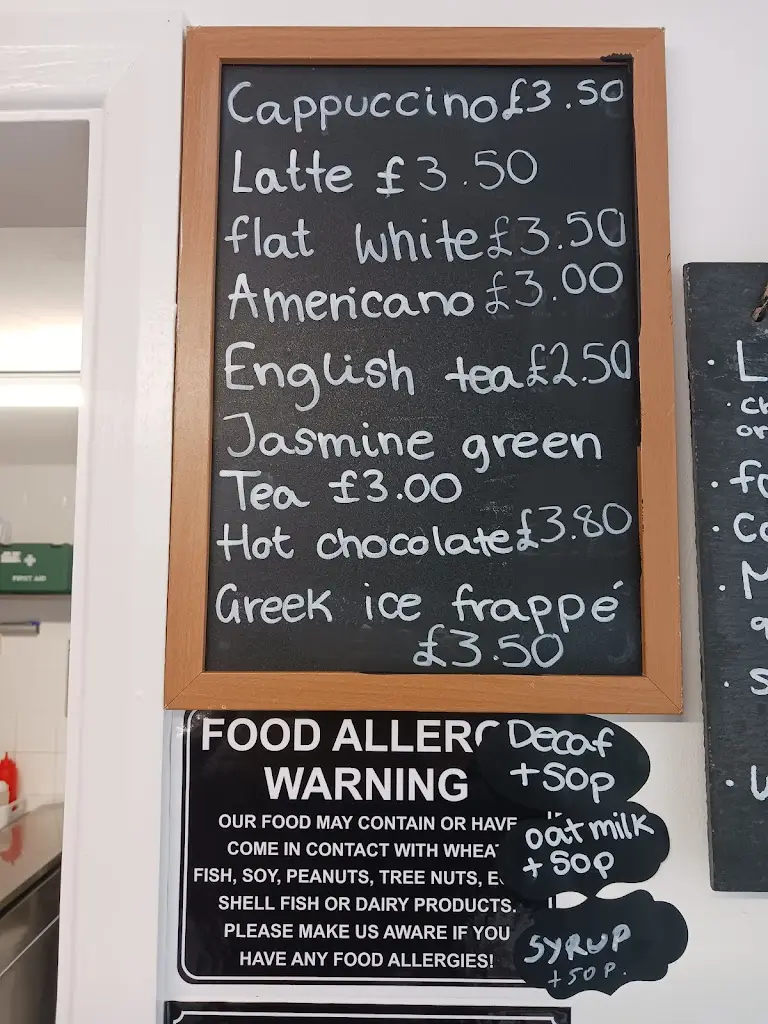 Cappuccino £3.50
Latte £3.50
flat white £3.50
Americano £3.00
English tea £2.50
Jasmine green
Tea £3.00
Hot chocolate £3.80
Greek ice frappé
£3.50
FOOD ALLERG
WARNING
OUR FOOD MAY CONTAIN OR HAVE
COME IN CONTACT WITH WHEAT
FISH, SOY, PEANUTS, TREE NUTS,
SHELL FISH OR DAIRY PRODUCTS.
PLEASE MAKE US AWARE IF YOU
HAVE ANY FOOD ALLERGIES!
Decaf
+50p
oat milk
+50p
SYRUP
+50P.
FIRST AID